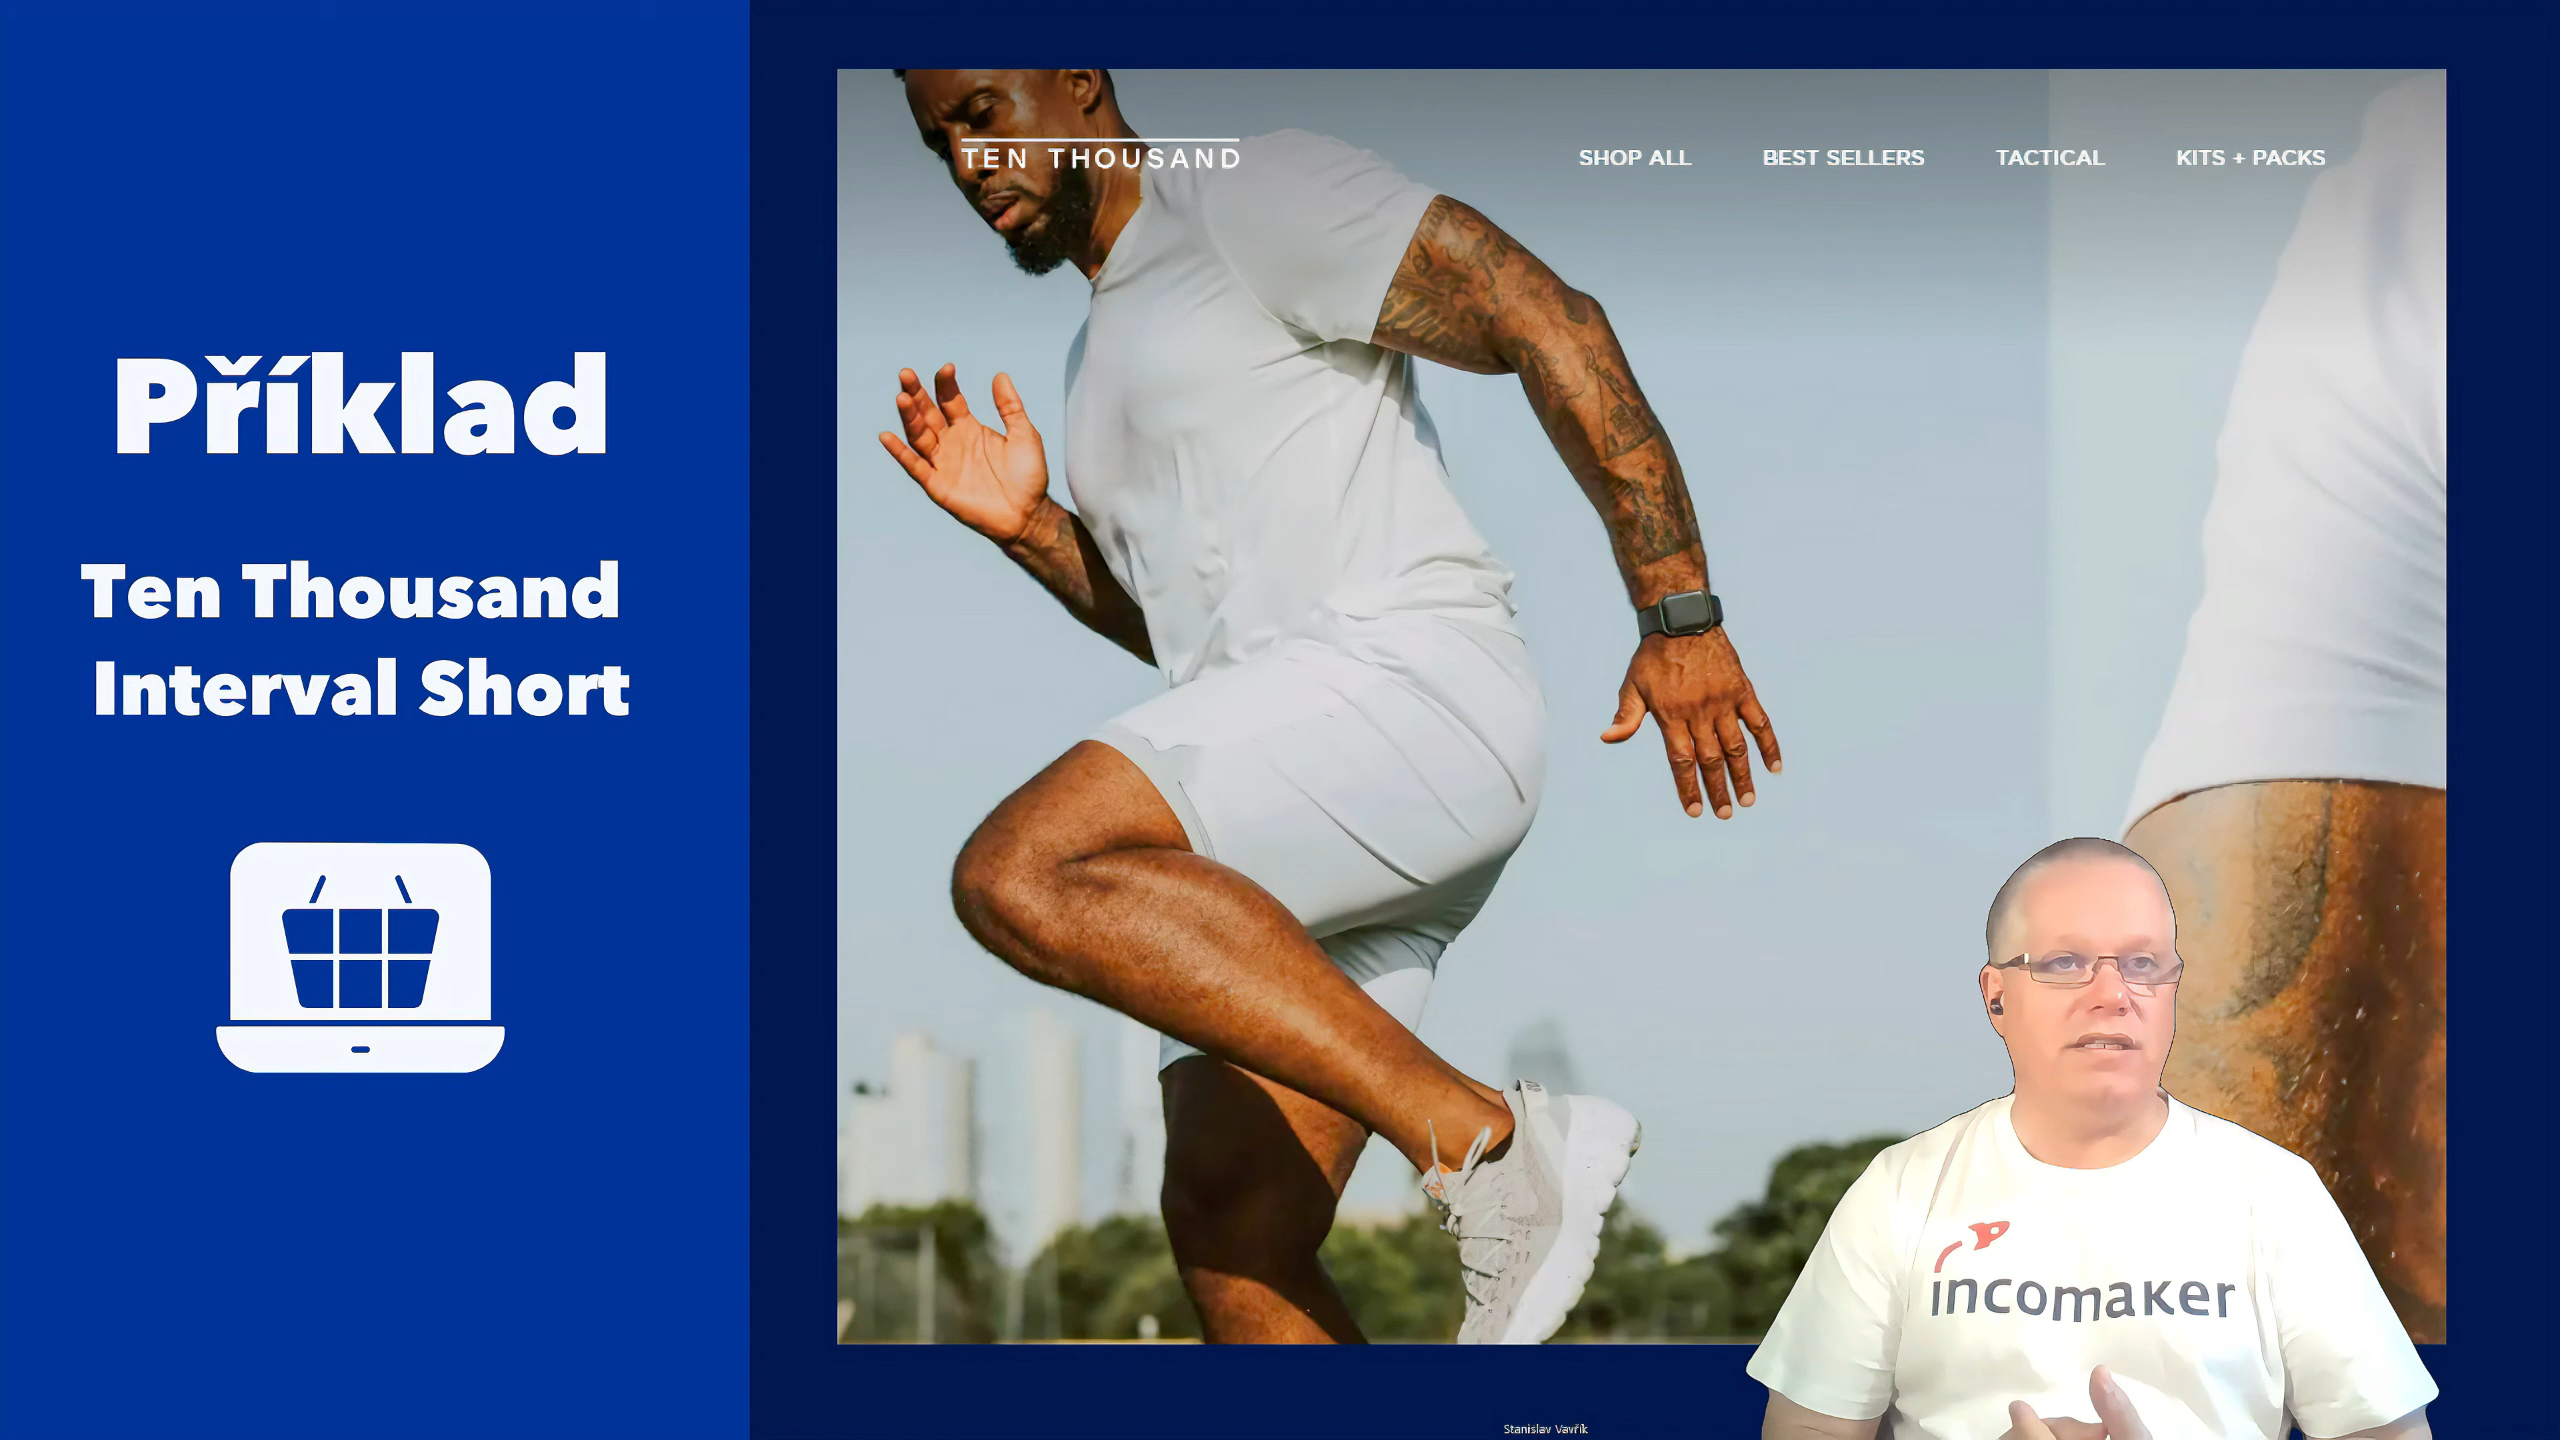 Příklad
Ten Thousand
Interval Short
TEN THOUSAND
SHOP ALL
BEST SELLERS
TACTICAL
KITS + PACKS
incomaker
Stanislav Vavřík